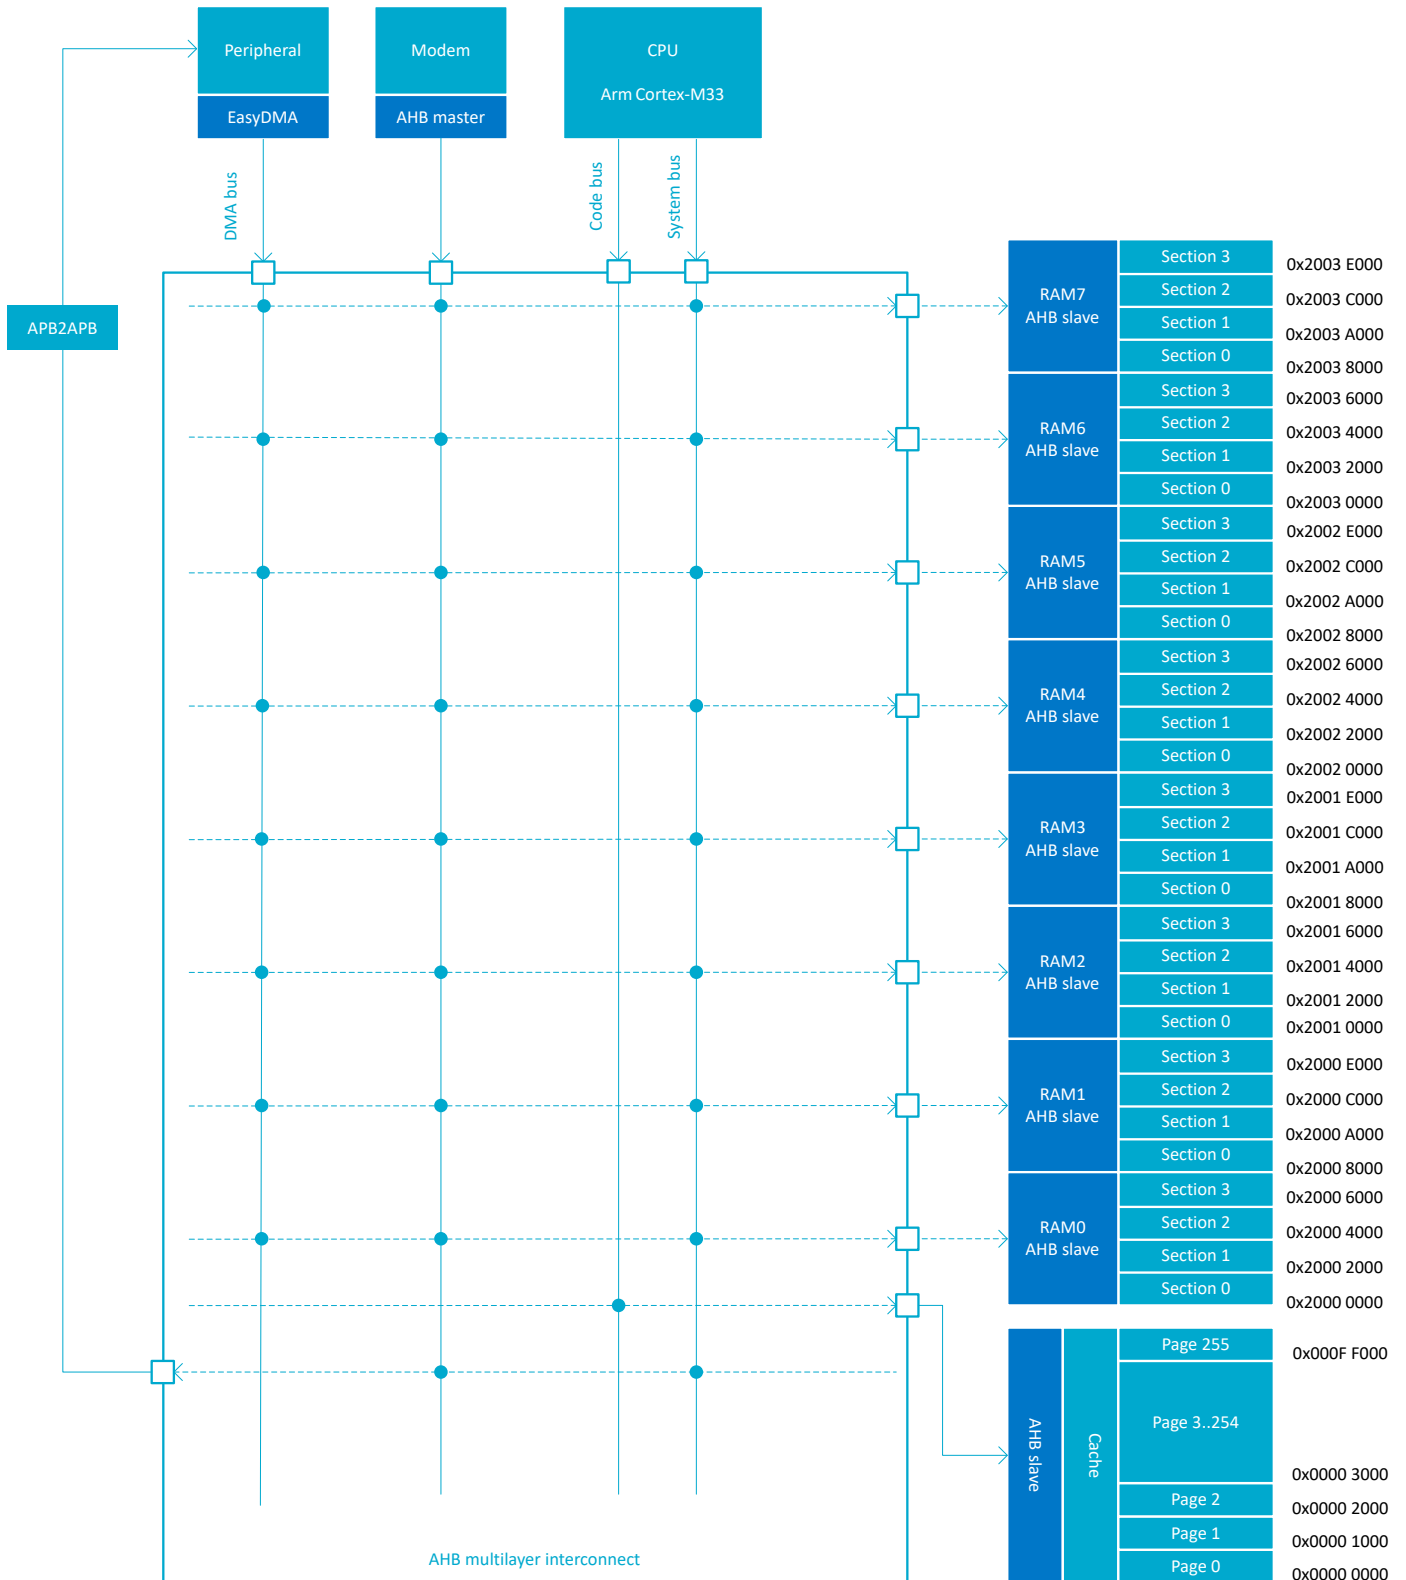 Peripheral
EasyDMA
Modem
AHB master
CPU
Arm Cortex-M33
DMA bus
Code bus
System bus
APB2APB
RAM7
AHB slave
Section 3
0x2003 E000
Section 2
0x2003 C000
Section 1
0x2003 A000
Section 0
0x2003 8000
RAM6
AHB slave
Section 3
0x2003 6000
Section 2
0x2003 4000
Section 1
0x2003 2000
Section 0
0x2003 0000
RAM5
AHB slave
Section 3
0x2002 E000
Section 2
0x2002 C000
Section 1
0x2002 A000
Section 0
0x2002 8000
RAM4
AHB slave
Section 3
0x2002 6000
Section 2
0x2002 4000
Section 1
0x2002 2000
Section 0
0x2002 0000
RAM3
AHB slave
Section 3
0x2001 E000
Section 2
0x2001 C000
Section 1
0x2001 A000
Section 0
0x2001 8000
RAM2
AHB slave
Section 3
0x2001 6000
Section 2
0x2001 4000
Section 1
0x2001 2000
Section 0
0x2001 0000
RAM1
AHB slave
Section 3
0x2000 E000
Section 2
0x2000 C000
Section 1
0x2000 A000
Section 0
0x2000 8000
RAM0
AHB slave
Section 3
0x2000 6000
Section 2
0x2000 4000
Section 1
0x2000 2000
Section 0
0x2000 0000
AHB slave
Cache
Page 255
0x000F F000
Page 3..254
0x0000 3000
Page 2
0x0000 2000
Page 1
0x0000 1000
Page 0
0x0000 0000
AHB multilayer interconnect